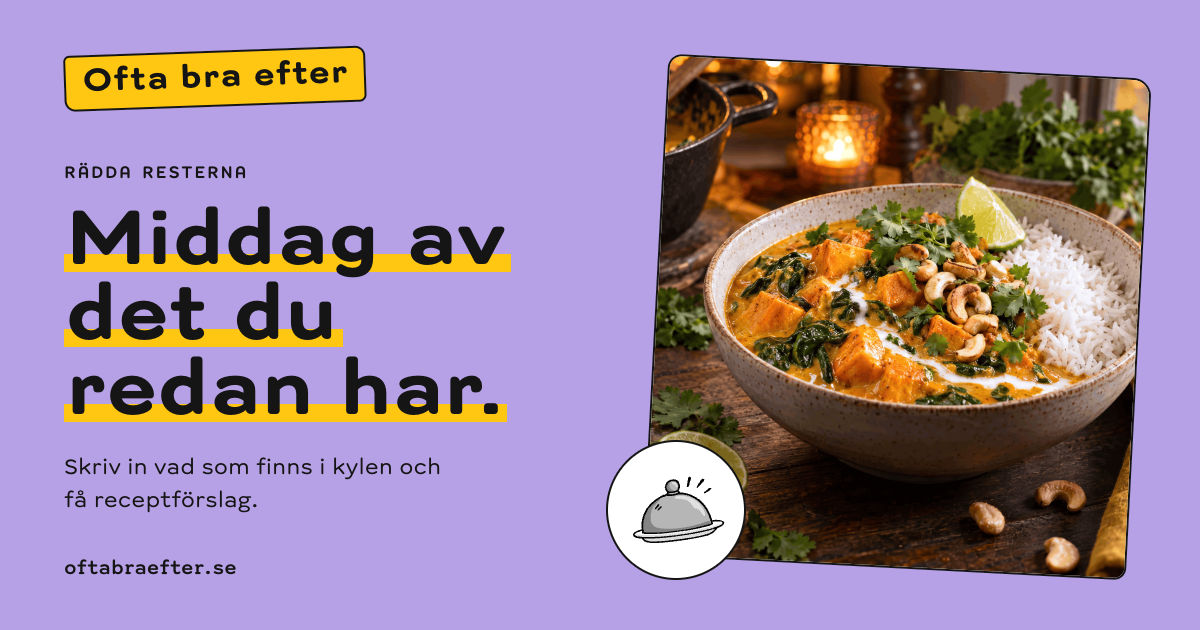 Ofta bra efter
RÄDDA RESTERNA
Middag av
det du
redan har.
Skriv in vad som finns i kylen och
få receptförslag.
oftabraefter.se